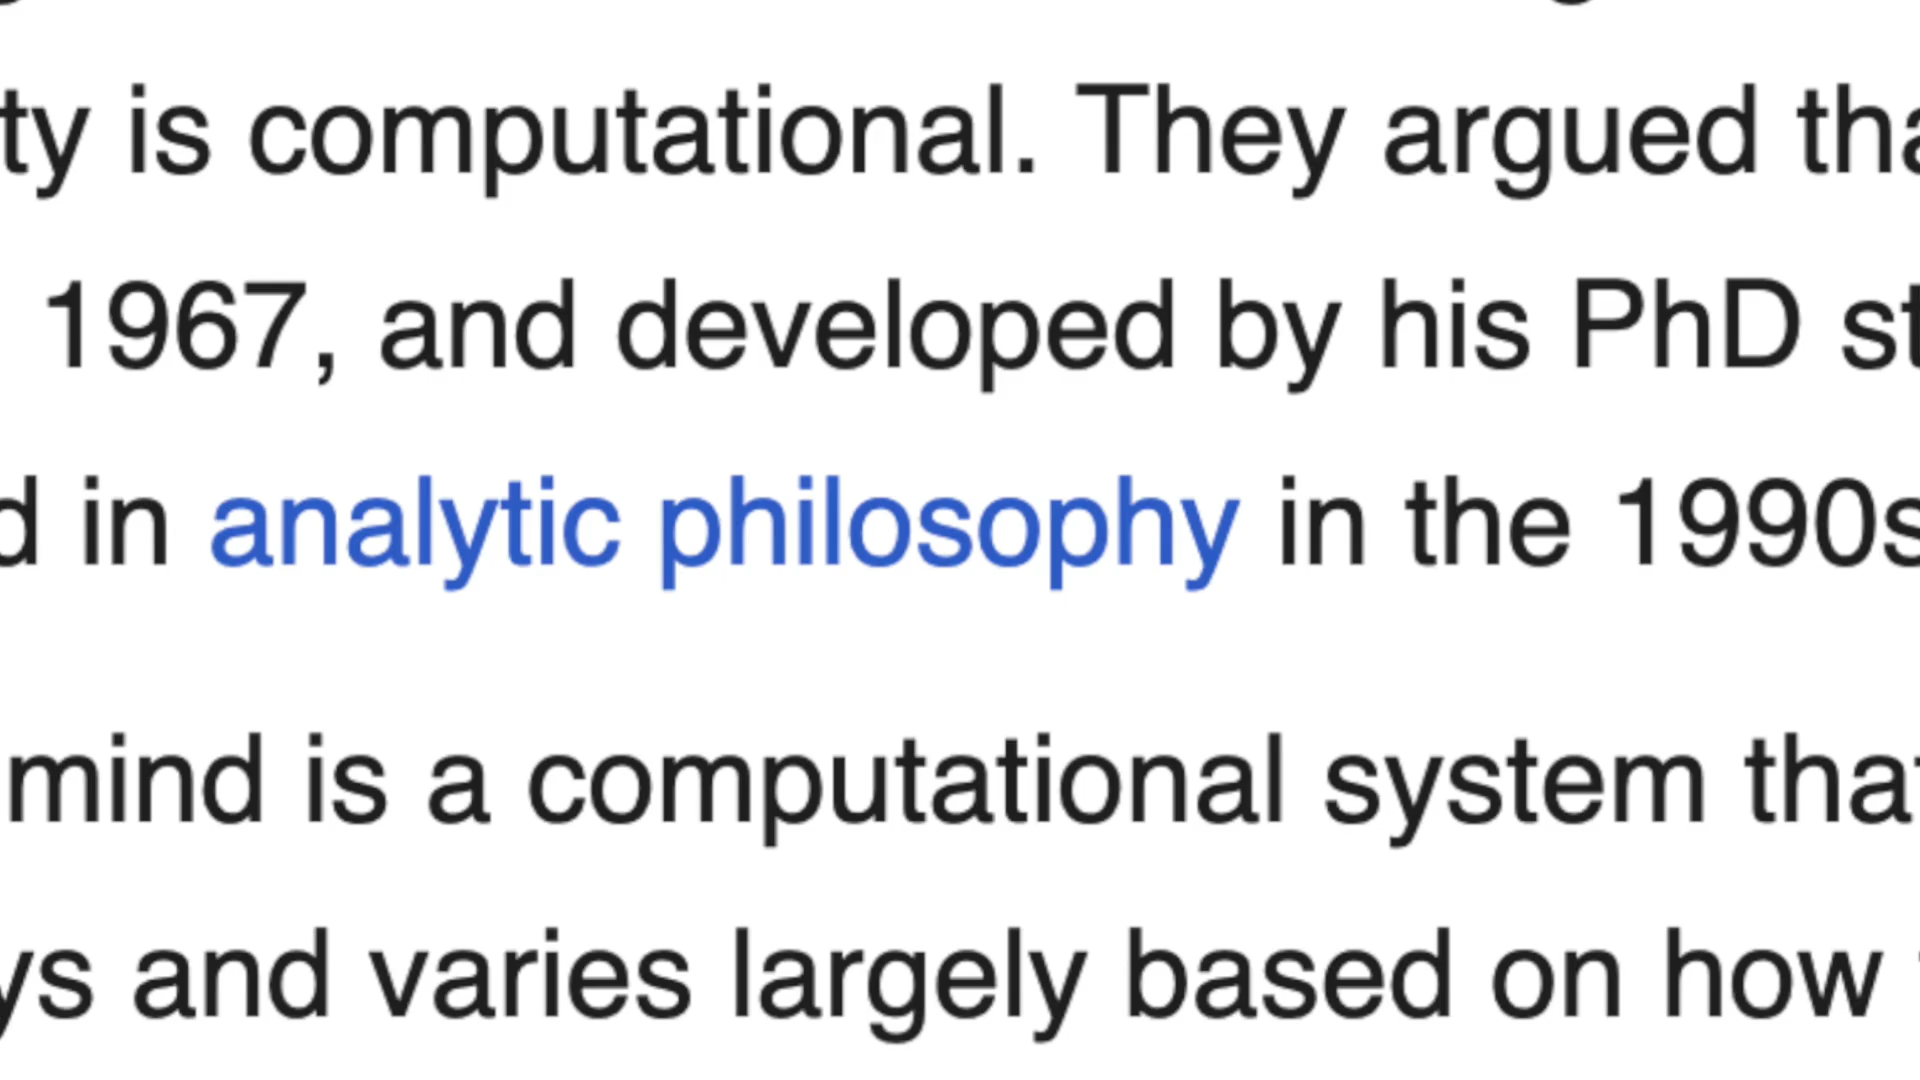 ty is computational. They argued tha
1967, and developed by his PhD st
d in analytic philosophy in the 1990s
mind is a computational system that
ys and varies largely based on how